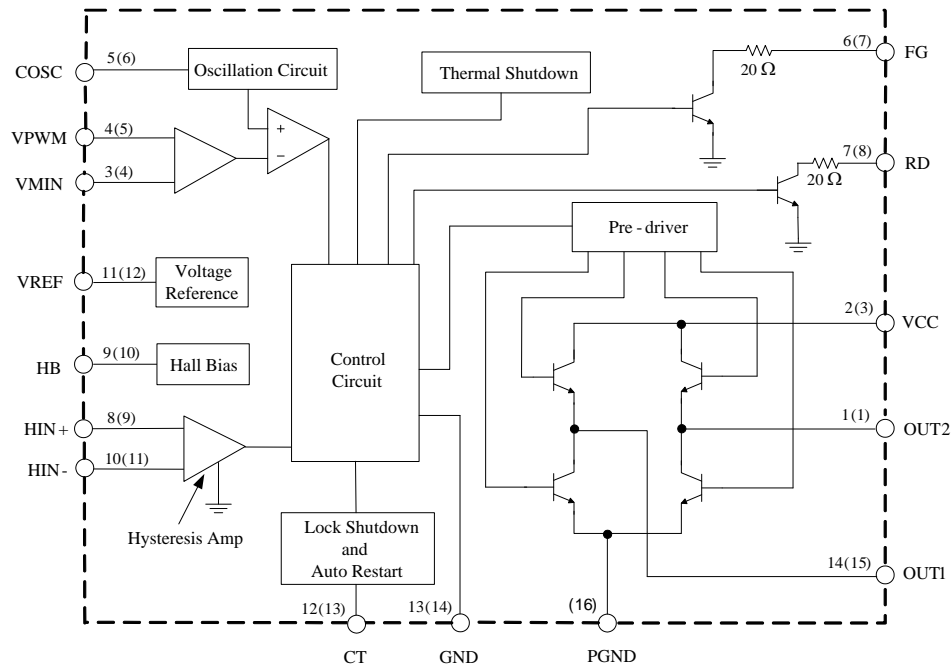 COSC
5(6)
Oscillation Circuit
Thermal Shutdown
20 Ω
6(7)
FG
VPWM
4(5)
+
−
VMIN
3(4)
20 Ω
7(8)
RD
Pre - driver
VREF
11(12)
Voltage
Reference
2(3)
VCC
HB
9(10)
Hall Bias
Control
Circuit
HIN+
8(9)
1(1)
OUT2
HIN-
10(11)
Hysteresis Amp
Lock Shutdown
and
Auto Restart
14(15)
OUT1
12(13)
13(14)
(16)
CT
GND
PGND